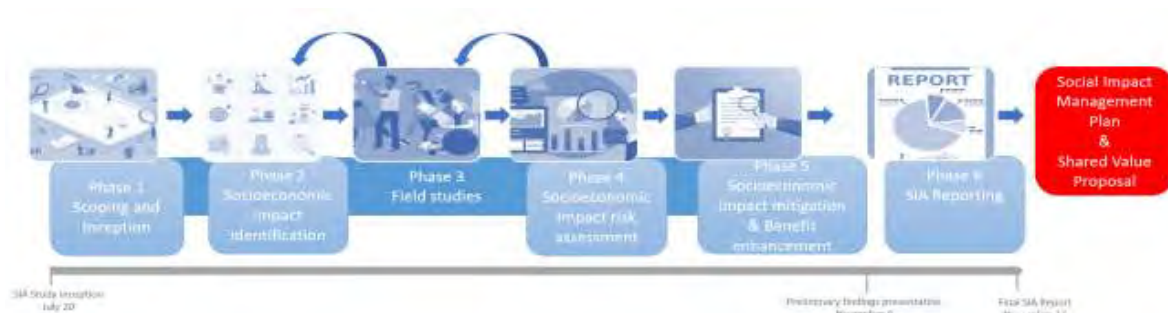 REPORT
Social Impact
Management
Plan
&
Shared Value
Proposal
Phase 1
Scoping and
Inception
Phase 2
Socioeconomic
impact
identification
Phase 3
Field studies
Phase 4
Socioeconomic
impact risk
assessment
Phase 5
Socioeconomic
impact mitigation
& Benefit
enhancement
Phase 6
SIA Reporting
SIA Study Inception
July 20
Preliminary findings presentation
Final SIA Report